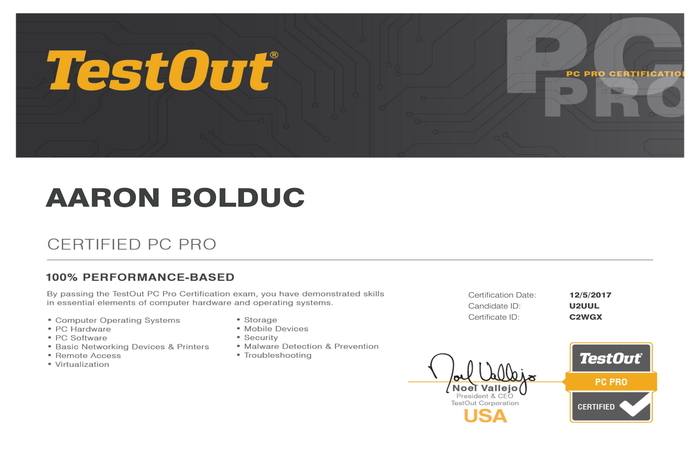 TestOut®
PC
PC PRO CERTIFICATIO
PRO
AARON BOLDUC
CERTIFIED PC PRO
100% PERFORMANCE-BASED
By passing the TestOut PC Pro Certification exam, you have demonstrated skills
in essential elements of computer hardware and operating systems.
• Computer Operating Systems
• PC Hardware
• PC Software
• Basic Networking Devices & Printers
• Remote Access
• Virtualization
• Storage
• Mobile Devices
• Security
• Malware Detection & Prevention
• Troubleshooting
Certification Date: 12/5/2017
Candidate ID: U2UUL
Certificate ID: C2WGX
Noel Vallejo
Noel Vallejo
President & CEO
TestOut Corporation
USA
TestOut
PC PRO
CERTIFIED